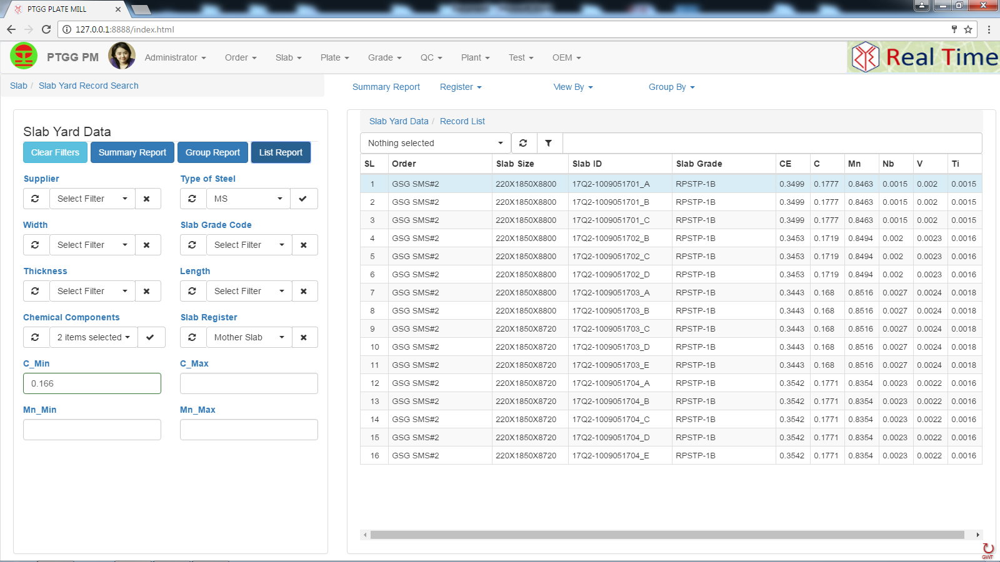 PTGG PLATE MILL
127.0.0.1:8888/index.html
PTGG PM Administrator Order Slab Plate Grade QC Plant Test OEM Real Time
Slab / Slab Yard Record Search Summary Report Register View By Group By
Slab Yard Data
Clear Filters Summary Report Group Report List Report
Supplier Type of Steel
Select Filter MS
Width Slab Grade Code
Select Filter Select Filter
Thickness Length
Select Filter Select Filter
Chemical Components Slab Register
2 items selected Mother Slab
C_Min C_Max
0.166
Mn_Min Mn_Max
Slab Yard Data / Record List
Nothing selected
SL Order Slab Size Slab ID Slab Grade CE C Mn Nb V Ti
1 GSG SMS#2 220X1850X8800 17Q2-1009051701_A RPSTP-1B 0.3499 0.1777 0.8463 0.0015 0.002 0.0015
2 GSG SMS#2 220X1850X8800 17Q2-1009051701_B RPSTP-1B 0.3499 0.1777 0.8463 0.0015 0.002 0.0015
3 GSG SMS#2 220X1850X8800 17Q2-1009051701_C RPSTP-1B 0.3499 0.1777 0.8463 0.0015 0.002 0.0015
4 GSG SMS#2 220X1850X8800 17Q2-1009051702_B RPSTP-1B 0.3453 0.1719 0.8494 0.002 0.0023 0.0016
5 GSG SMS#2 220X1850X8800 17Q2-1009051702_C RPSTP-1B 0.3453 0.1719 0.8494 0.002 0.0023 0.0016
6 GSG SMS#2 220X1850X8800 17Q2-1009051702_D RPSTP-1B 0.3453 0.1719 0.8494 0.002 0.0023 0.0016
7 GSG SMS#2 220X1850X8800 17Q2-1009051703_A RPSTP-1B 0.3443 0.168 0.8516 0.0027 0.0024 0.0018
8 GSG SMS#2 220X1850X8800 17Q2-1009051703_B RPSTP-1B 0.3443 0.168 0.8516 0.0027 0.0024 0.0018
9 GSG SMS#2 220X1850X8720 17Q2-1009051703_C RPSTP-1B 0.3443 0.168 0.8516 0.0027 0.0024 0.0018
10 GSG SMS#2 220X1850X8720 17Q2-1009051703_D RPSTP-1B 0.3443 0.168 0.8516 0.0027 0.0024 0.0018
11 GSG SMS#2 220X1850X8720 17Q2-1009051703_E RPSTP-1B 0.3443 0.168 0.8516 0.0027 0.0024 0.0018
12 GSG SMS#2 220X1850X8720 17Q2-1009051704_A RPSTP-1B 0.3542 0.1771 0.8354 0.0023 0.0022 0.0016
13 GSG SMS#2 220X1850X8720 17Q2-1009051704_B RPSTP-1B 0.3542 0.1771 0.8354 0.0023 0.0022 0.0016
14 GSG SMS#2 220X1850X8720 17Q2-1009051704_C RPSTP-1B 0.3542 0.1771 0.8354 0.0023 0.0022 0.0016
15 GSG SMS#2 220X1850X8720 17Q2-1009051704_D RPSTP-1B 0.3542 0.1771 0.8354 0.0023 0.0022 0.0016
16 GSG SMS#2 220X1850X8720 17Q2-1009051704_E RPSTP-1B 0.3542 0.1771 0.8354 0.0023 0.0022 0.0016
GWT